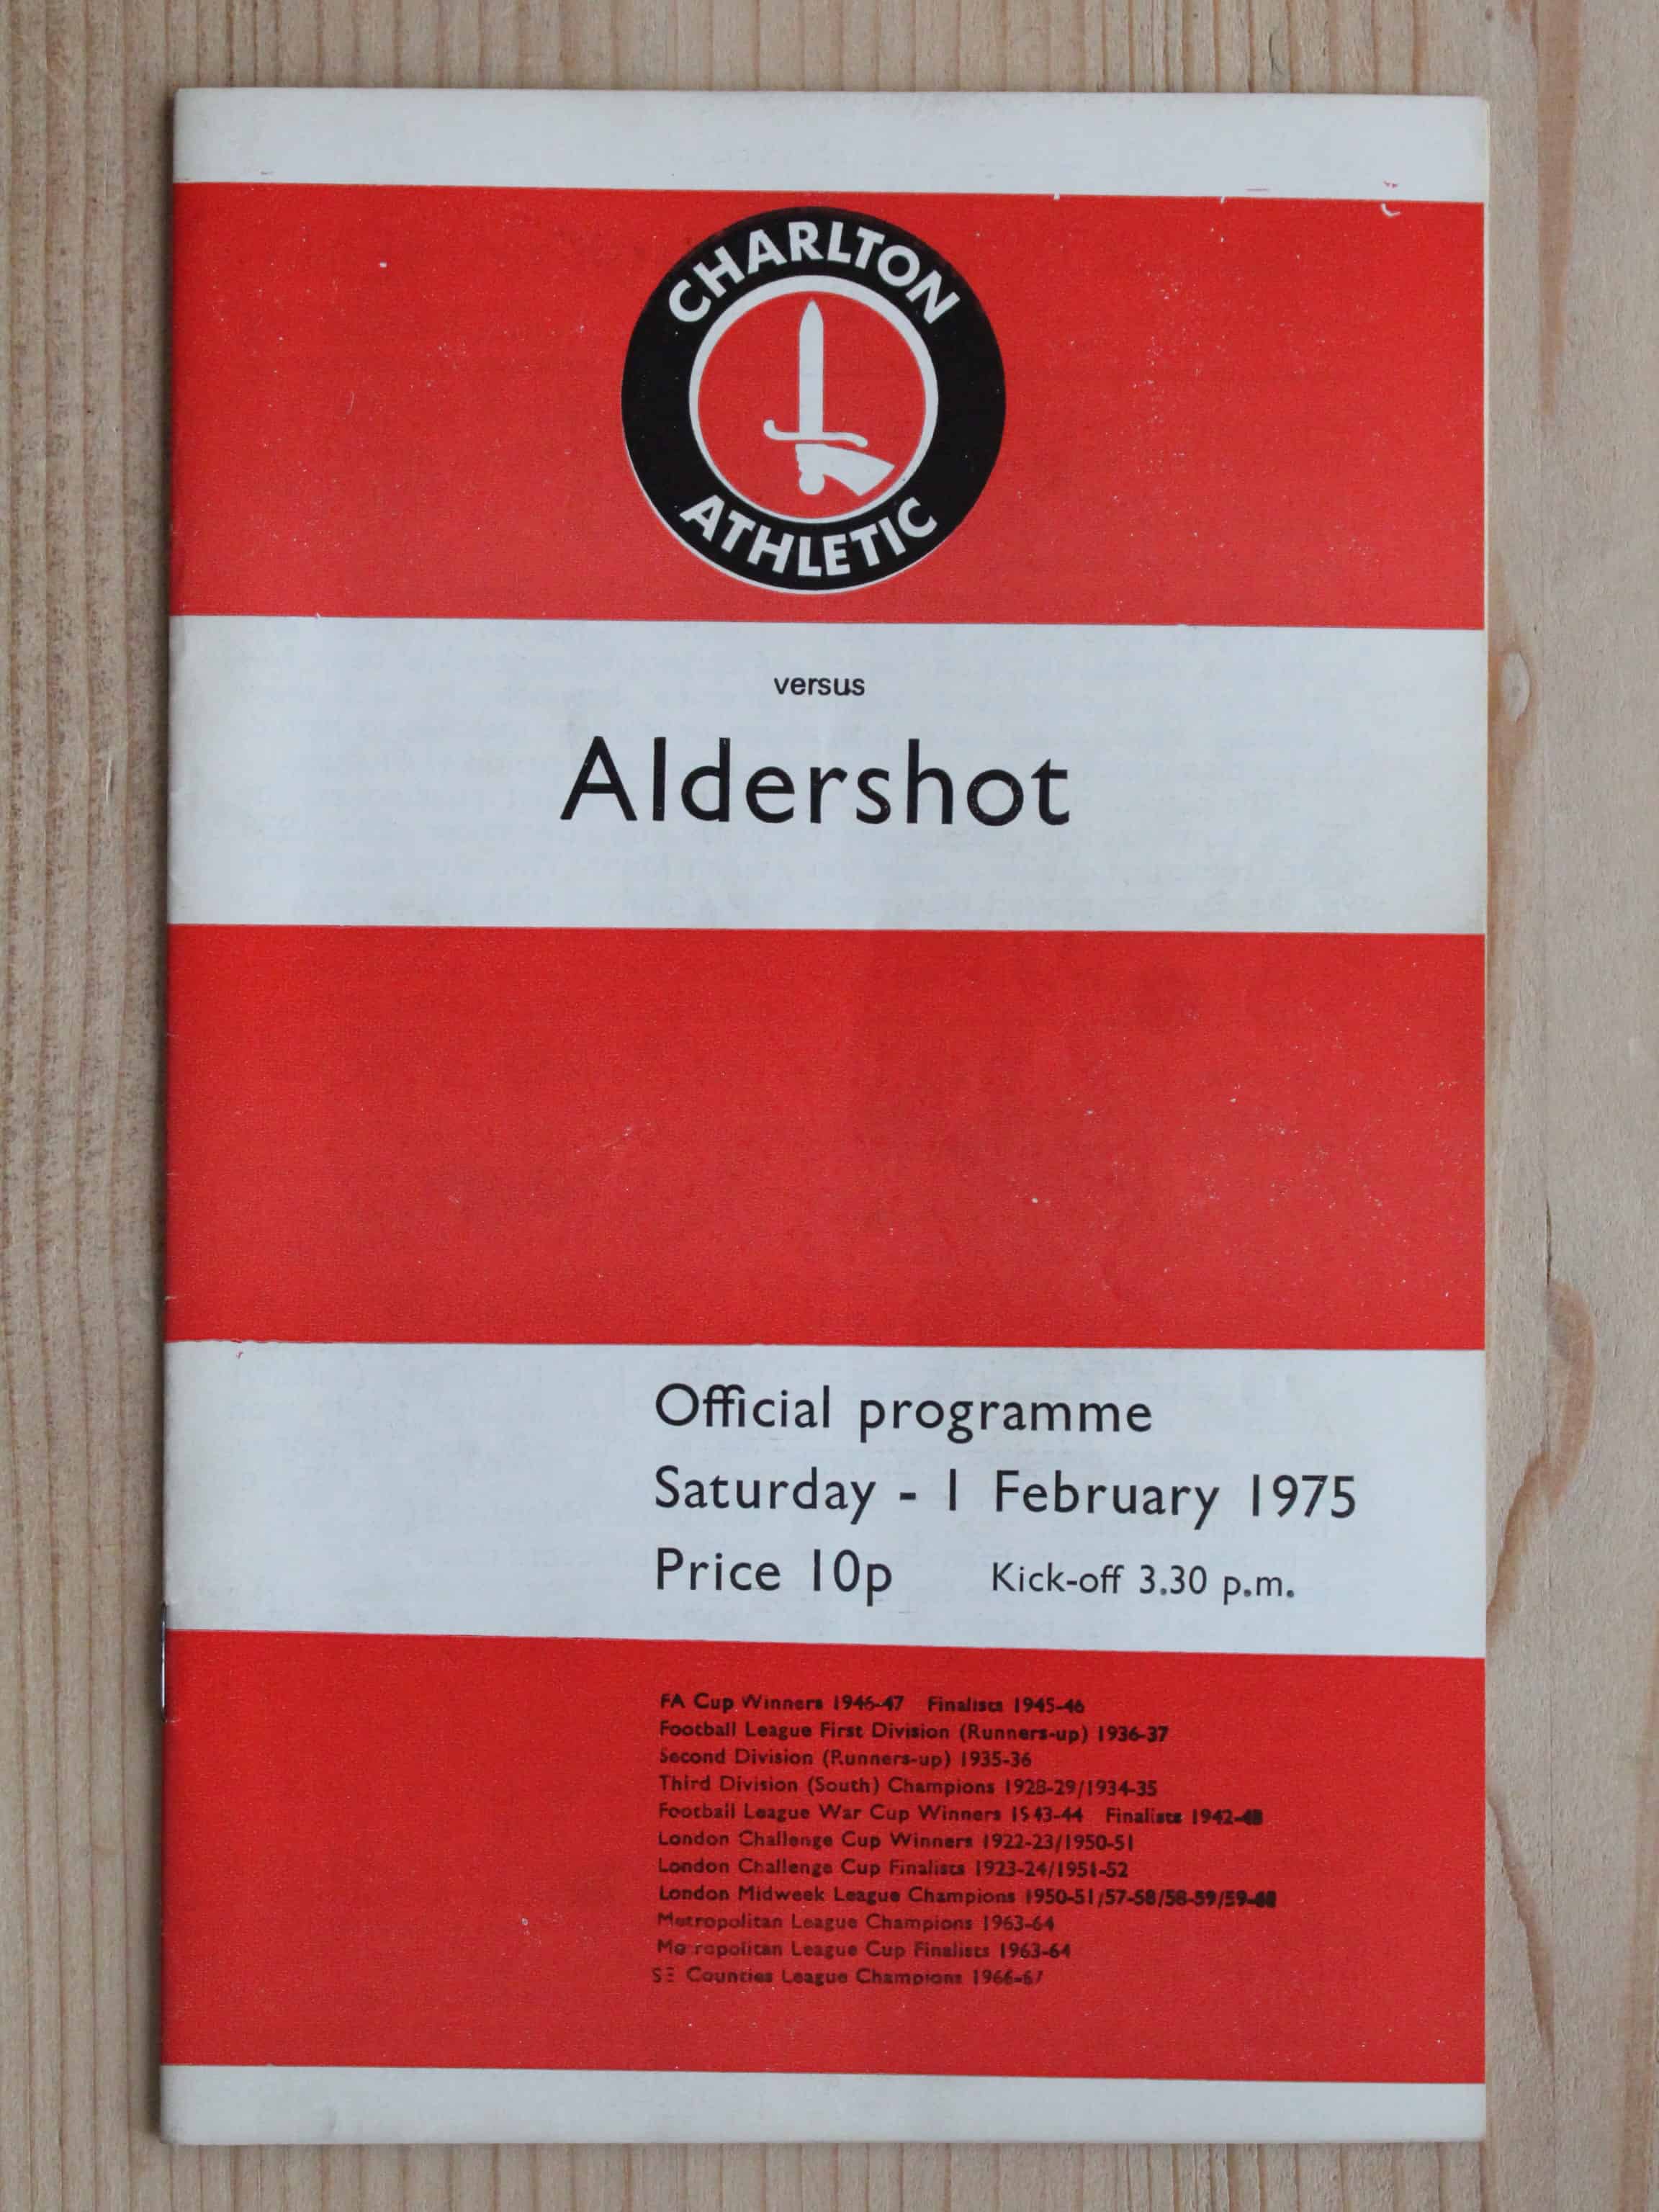 CHARLTON
ATHLETIC
versus
Aldershot
Official programme
Saturday - 1 February 1975
Price 10p Kick-off 3.30 p.m.
FA Cup Winners 1946-47 Finalists 1945-46
Football League First Division (Runners-up) 1936-37
Second Division (Runners-up) 1935-36
Third Division (South) Champions 1928-29/1934-35
Football League War Cup Winners 1943-44 Finalists
London Challenge Cup Winners 1922-23/1950-51
London Challenge Cup Finalists 1923-24/1951-52
London Midweek League Champions 1950-51/57-58/58-59/59-60
Metropolitan League Champions 1963-64
Metropolitan League Cup Finalists 1963-64
SE Counties League Champions 1966-67